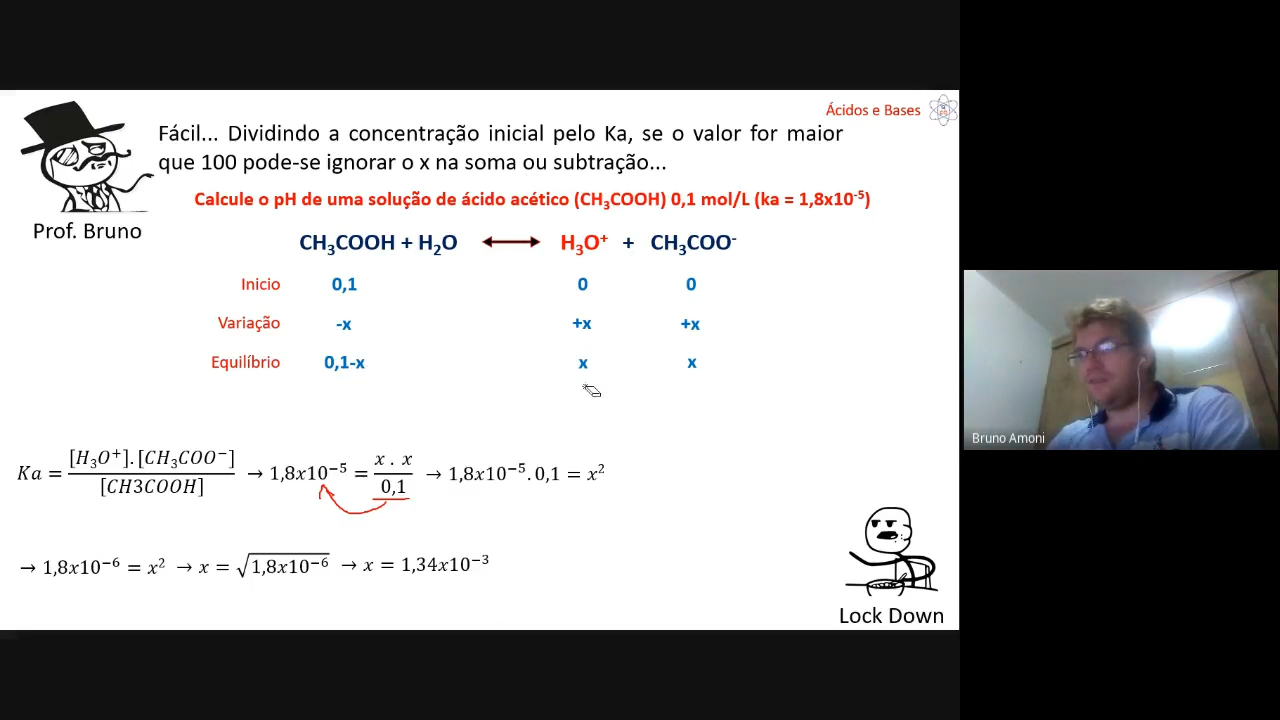 Ácidos e Bases
Fácil... Dividindo a concentração inicial pelo Ka, se o valor for maior
que 100 pode-se ignorar o x na soma ou subtração...
Prof. Bruno
Calcule o pH de uma solução de ácido acético (CH₃COOH) 0,1 mol/L (ka = 1,8x10⁻⁵)
CH₃COOH + H₂O ⟷ H₃O⁺ + CH₃COO⁻
Inicio 0,1 0 0
Variação -x +x +x
Equilíbrio 0,1-x x x
Ka = [H₃O⁺].[CH₃COO⁻] / [CH3COOH] → 1,8x10⁻⁵ = x . x / 0,1 → 1,8x10⁻⁵.0,1 = x²
→ 1,8x10⁻⁶ = x² → x = √1,8x10⁻⁶ → x = 1,34x10⁻³
Lock Down
Bruno Amoni